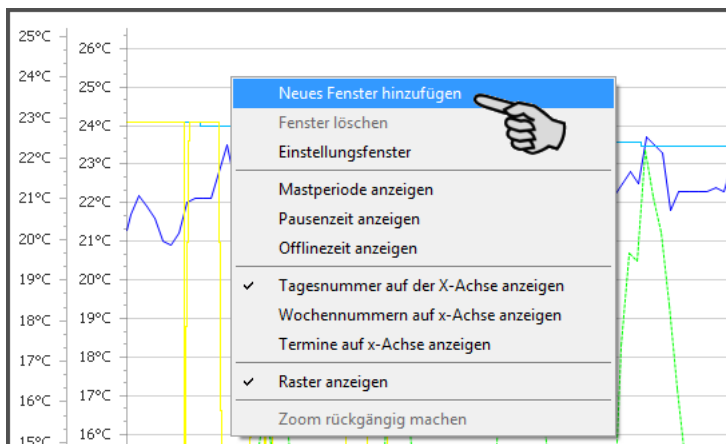 25°C
24°C
23°C
22°C
21°C
20°C
19°C
18°C
17°C
16°C
15°C
26°C
25°C
24°C
23°C
22°C
21°C
20°C
19°C
18°C
17°C
16°C
Neues Fenster hinzufügen
Fenster löschen
Einstellungsfenster
Mastperiode anzeigen
Pausenzeit anzeigen
Offlinezeit anzeigen
Tagesnummer auf der X-Achse anzeigen
Wochennummern auf x-Achse anzeigen
Termine auf x-Achse anzeigen
Raster anzeigen
Zoom rückgängig machen